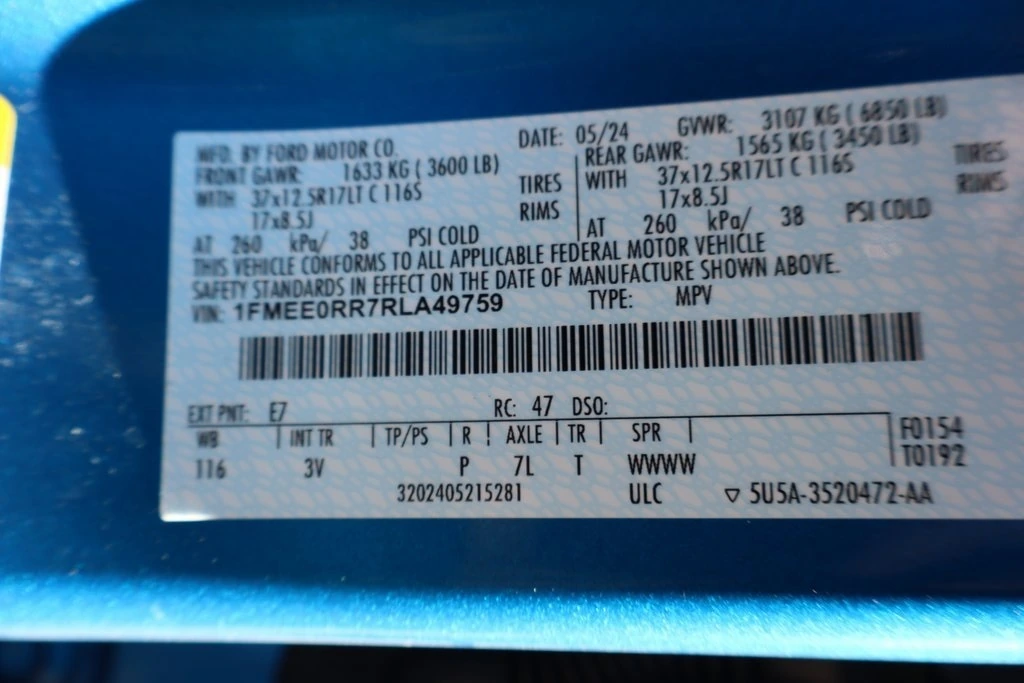 MFD. BY FORD MOTOR CO. DATE: 05/24 GVWR: 3107 KG ( 6850 LB)
FRONT GAWR: 1633 KG ( 3600 LB) REAR GAWR: 1565 KG ( 3450 LB)
WITH 37x12.5R17LT C 116S TIRES WITH 37x12.5R17LT C 116S TIRES
17x8.5J RIMS 17x8.5J RIMS
AT 260 kPa/ 38 PSI COLD AT 260 kPa/ 38 PSI COLD
THIS VEHICLE CONFORMS TO ALL APPLICABLE FEDERAL MOTOR VEHICLE
SAFETY STANDARDS IN EFFECT ON THE DATE OF MANUFACTURE SHOWN ABOVE.
VIN: 1FMEE0RR7RLA49759 TYPE: MPV
EXT PNT: E7 RC: 47 DSO:
WB INT TR TP/PS R AXLE TR SPR F0154
116 3V P 7L T WWWW T0192
3202405215281 ULC ▽ 5U5A-3520472-AA